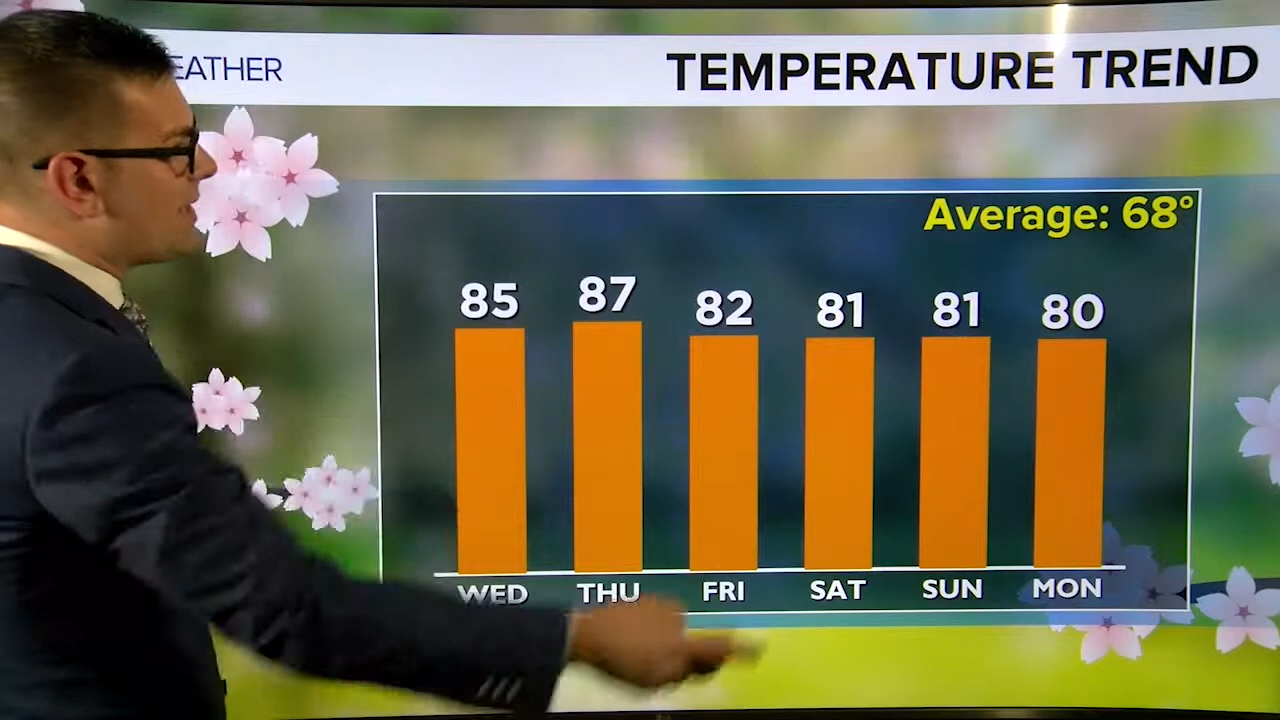 EATHER
TEMPERATURE TREND
Average: 68°
85 87 82 81 81 80
WED THU FRI SAT SUN MON